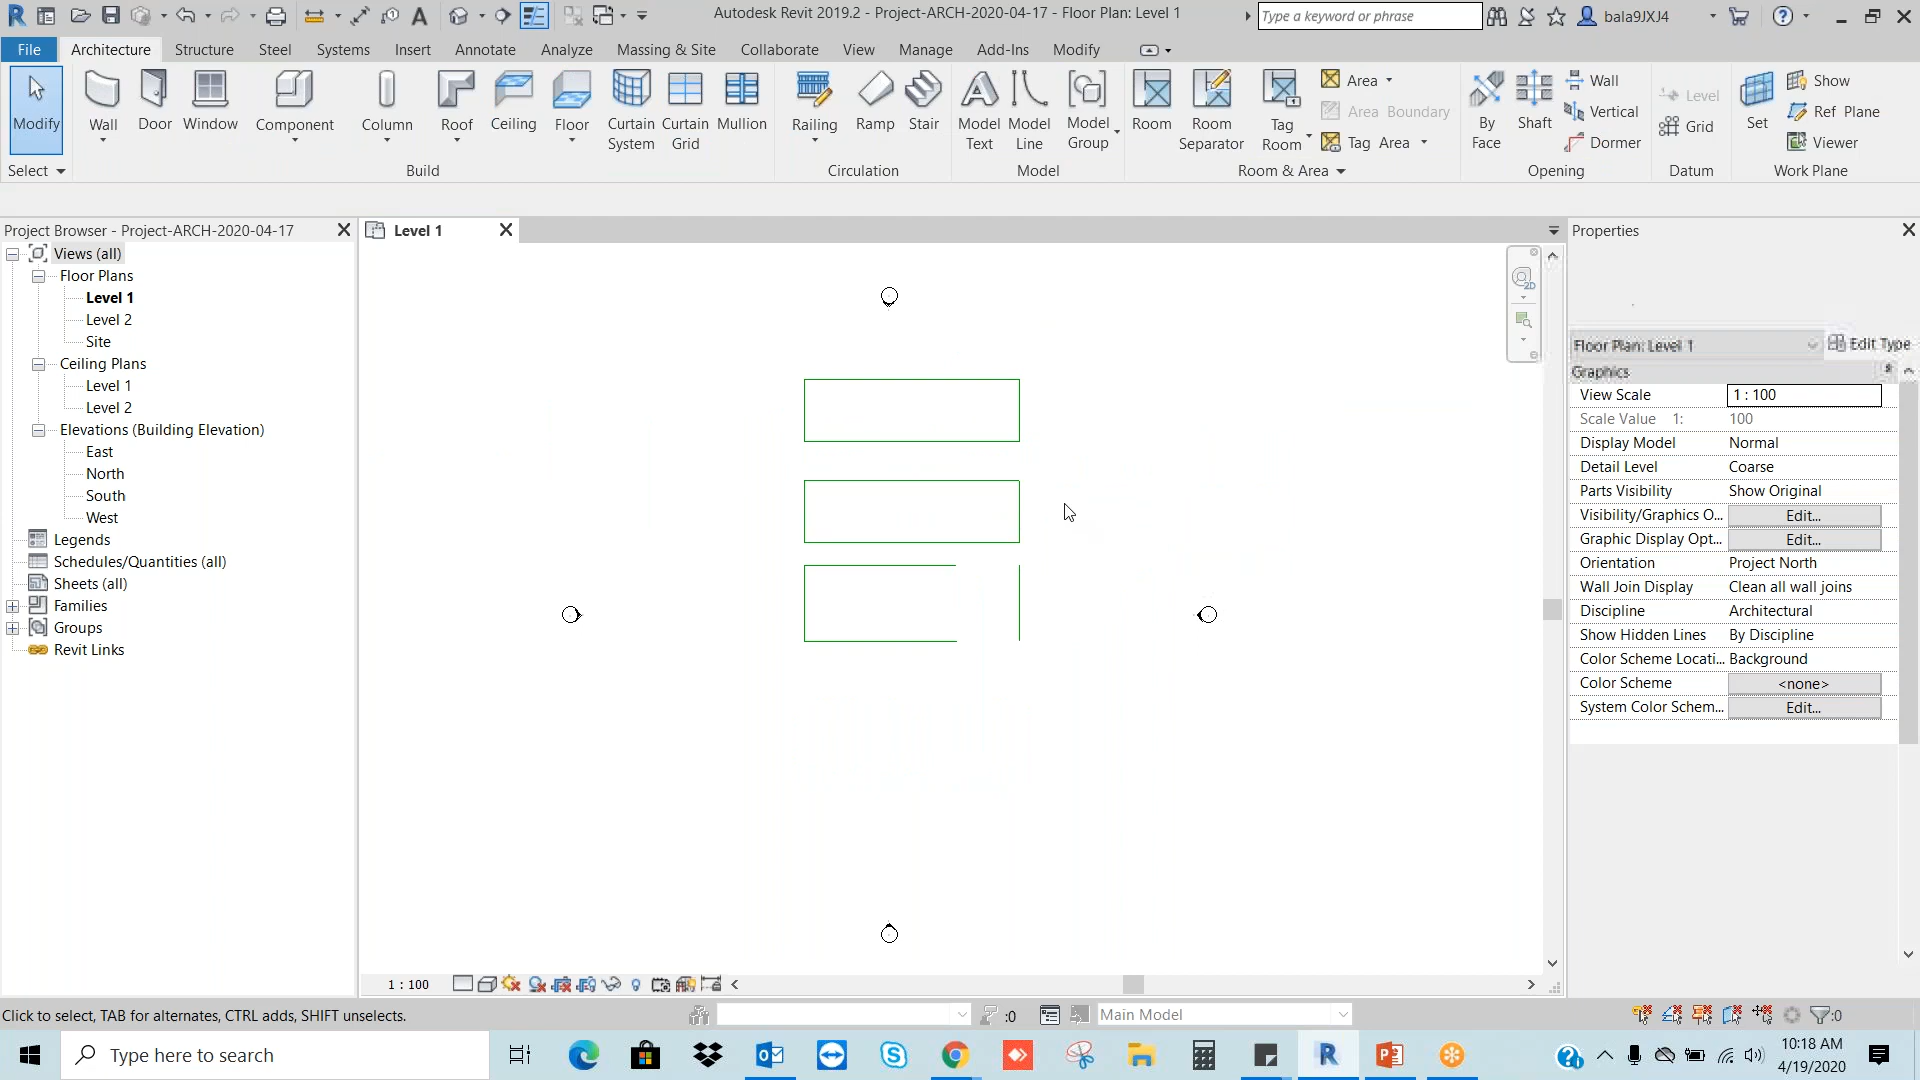 Autodesk Revit 2019.2 - Project-ARCH-2020-04-17 - Floor Plan: Level 1
Type a keyword or phrase
bala9JXJ4
File Architecture Structure Steel Systems Insert Annotate Analyze Massing & Site Collaborate View Manage Add-Ins Modify
Modify
Wall
Door
Window
Component
Column
Roof
Ceiling
Floor
Curtain System
Curtain Grid
Mullion
Railing
Ramp
Stair
Model Text
Model Line
Model Group
Room
Room Separator
Tag Room
Area
Area Boundary
Tag Area
By Face
Shaft
Wall
Vertical
Dormer
Level
Grid
Set
Show
Ref Plane
Viewer
Select Build Circulation Model Room & Area Opening Datum Work Plane
Project Browser - Project-ARCH-2020-04-17
Views (all)
Floor Plans
Level 1
Level 2
Site
Ceiling Plans
Level 1
Level 2
Elevations (Building Elevation)
East
North
South
West
Legends
Schedules/Quantities (all)
Sheets (all)
Families
Groups
Revit Links
Level 1
2D
Properties
Floor Plan: Level 1
Edit Type
Graphics
View Scale 1 : 100
Scale Value 1: 100
Display Model Normal
Detail Level Coarse
Parts Visibility Show Original
Visibility/Graphics O... Edit...
Graphic Display Opt... Edit...
Orientation Project North
Wall Join Display Clean all wall joins
Discipline Architectural
Show Hidden Lines By Discipline
Color Scheme Locati... Background
Color Scheme <none>
System Color Schem... Edit...
1 : 100
Click to select, TAB for alternates, CTRL adds, SHIFT unselects.
:0
Main Model
:0
Type here to search
10:18 AM
4/19/2020